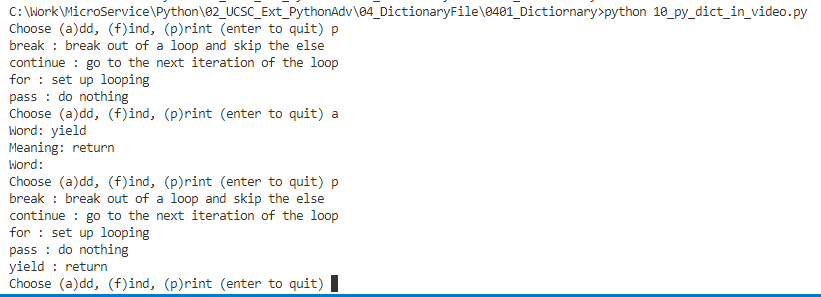 C:\Work\MicroService\Python\02_UCSC_Ext_PythonAdv\04_DictionaryFile\0401_Dictiornary>python 10_py_dict_in_video.py
Choose (a)dd, (f)ind, (p)rint (enter to quit) p
break : break out of a loop and skip the else
continue : go to the next iteration of the loop
for : set up looping
pass : do nothing
Choose (a)dd, (f)ind, (p)rint (enter to quit) a
Word: yield
Meaning: return
Word:
Choose (a)dd, (f)ind, (p)rint (enter to quit) p
break : break out of a loop and skip the else
continue : go to the next iteration of the loop
for : set up looping
pass : do nothing
yield : return
Choose (a)dd, (f)ind, (p)rint (enter to quit)